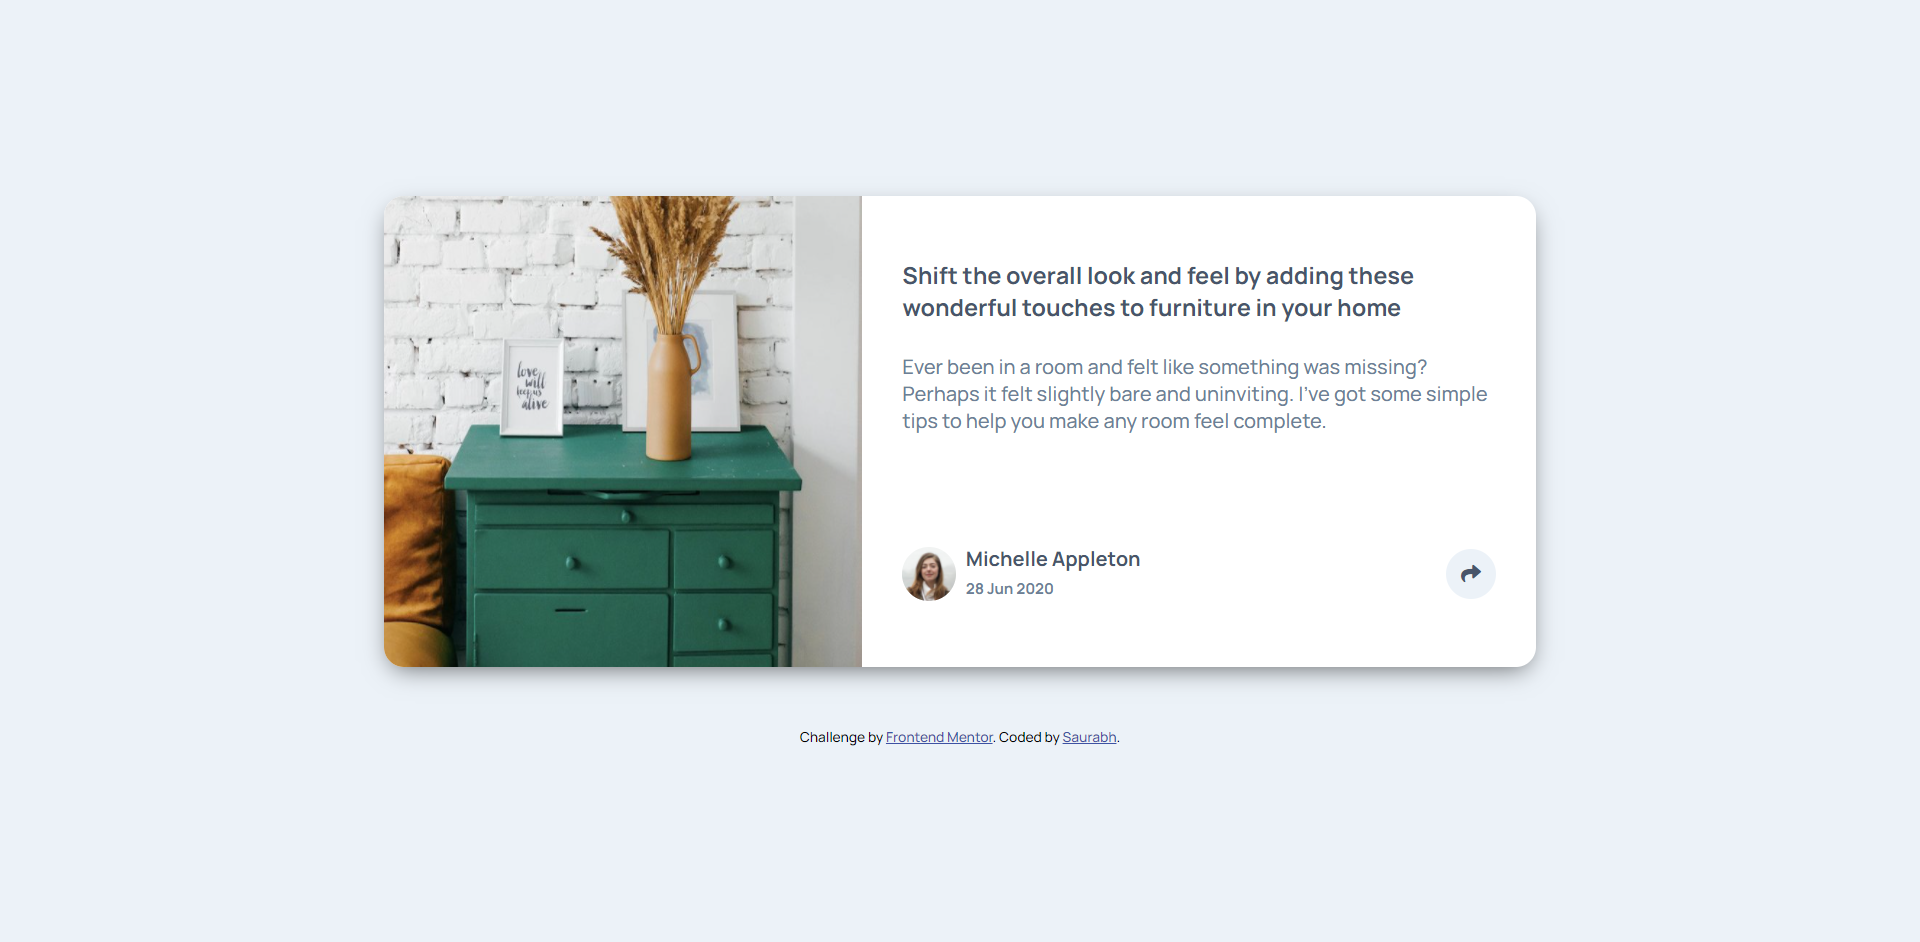 love
will
keep us
alive
Shift the overall look and feel by adding these
wonderful touches to furniture in your home
Ever been in a room and felt like something was missing?
Perhaps it felt slightly bare and uninviting. I've got some simple
tips to help you make any room feel complete.
Michelle Appleton
28 Jun 2020
Challenge by Frontend Mentor. Coded by Saurabh.